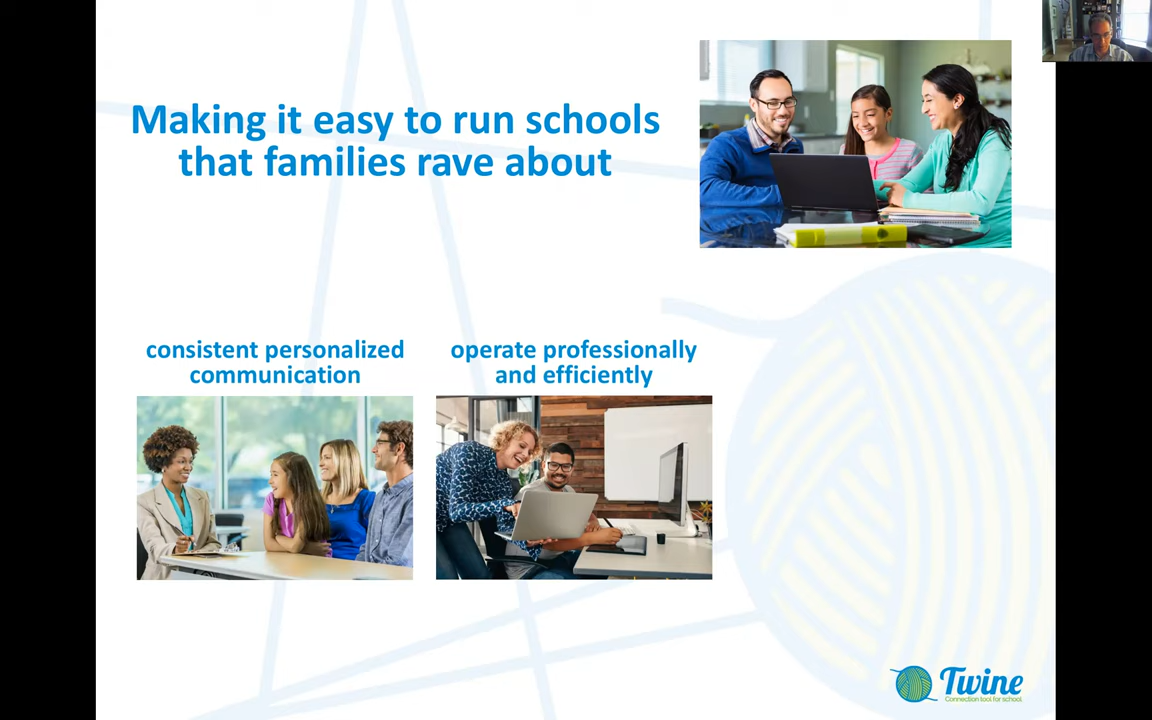 Making it easy to run schools
that families rave about
consistent personalized
communication
operate professionally
and efficiently
Twine
Connection tool for school